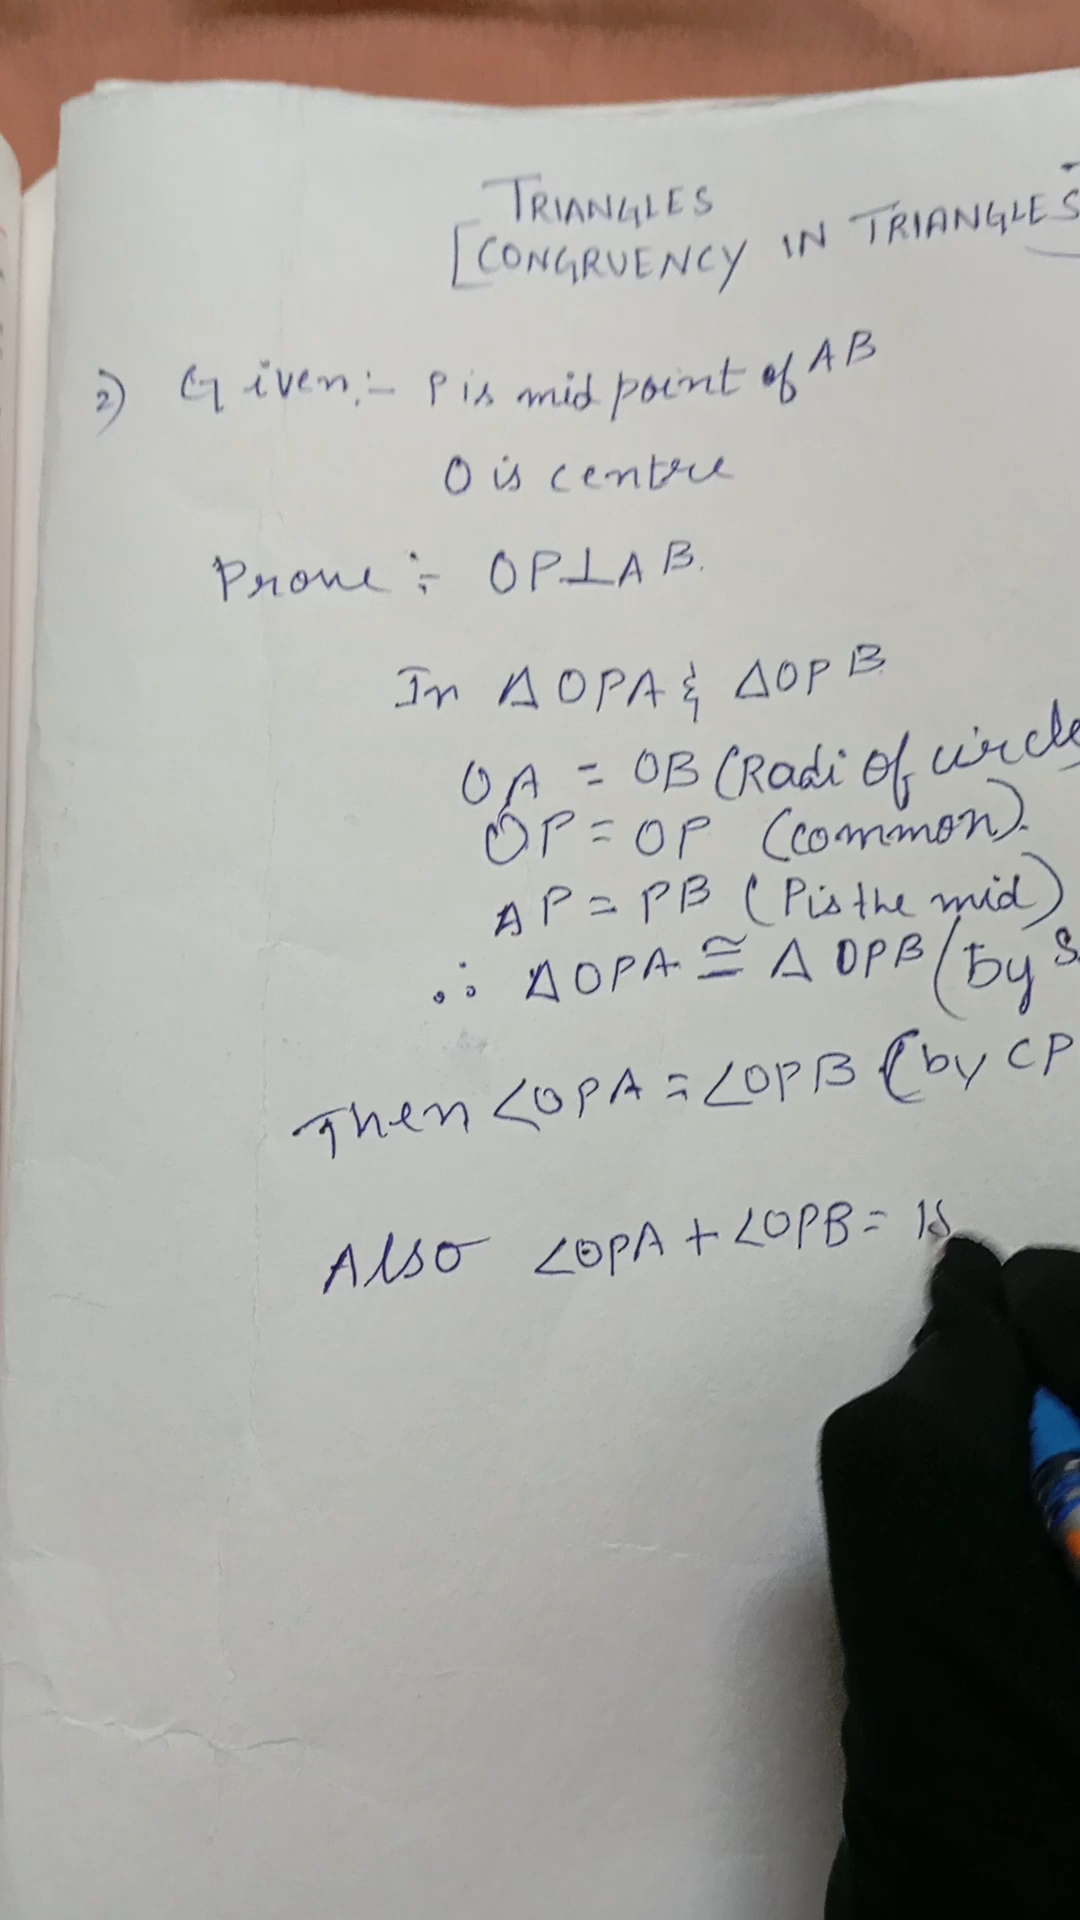 TRIANGLES
[CONGRUENCY IN TRIANGLES]
2) Given:- P is mid point of AB
O is centre
Prove:- OP⊥AB.
In ΔOPA & ΔOPB
OA = OB (Radi of circle
OP = OP (common).
AP = PB (P is the mid)
∴ ΔOPA ≅ ΔOPB (by S
Then ∠OPA = ∠OPB (by CP
Also ∠OPA + ∠OPB = 18